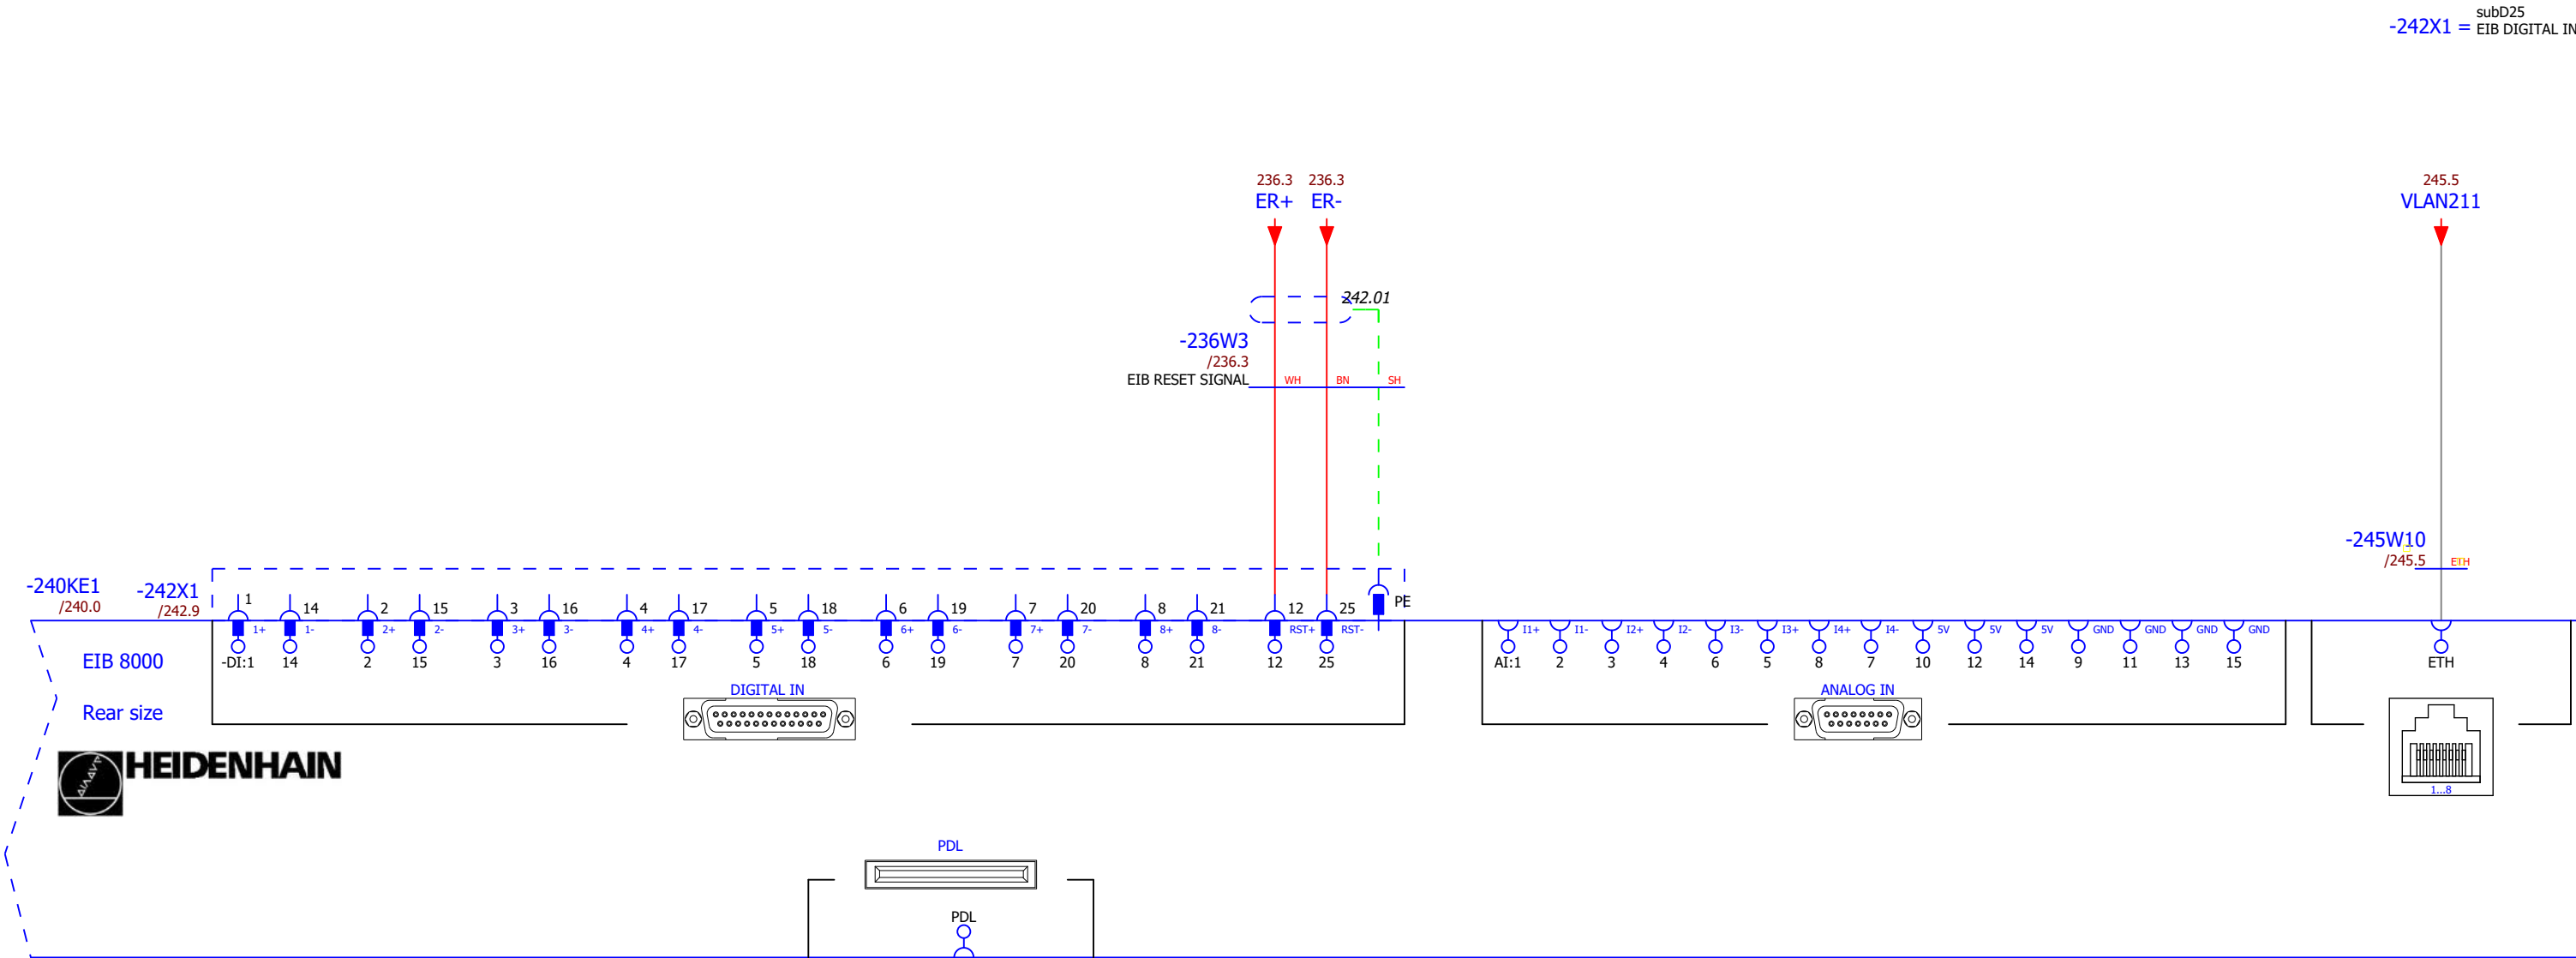 subD25
-242X1 = EIB DIGITAL IN
236.3 236.3 245.5
ER+ ER- VLAN211
242.01
-236W3
/236.3
EIB RESET SIGNAL WH BN SH
-245W10
/245.5 ETH
-240KE1 -242X1
/240.0 /242.9
1 14 2 15 3 16 4 17 5 18 6 19 7 20 8 21 12 25 PE
1+ 1- 2+ 2- 3+ 3- 4+ 4- 5+ 5- 6+ 6- 7+ 7- 8+ 8- RST+ RST- I1+ I1- I2+ I2- I3- I3+ I4+ I4- 5V 5V 5V GND GND GND GND
EIB 8000 -DI:1 14 2 15 3 16 4 17 5 18 6 19 7 20 8 21 12 25 AI:1 2 3 4 6 5 8 7 10 12 14 9 11 13 15 ETH
DIGITAL IN ANALOG IN
Rear size
HEIDENHAIN
1...8
PDL
PDL